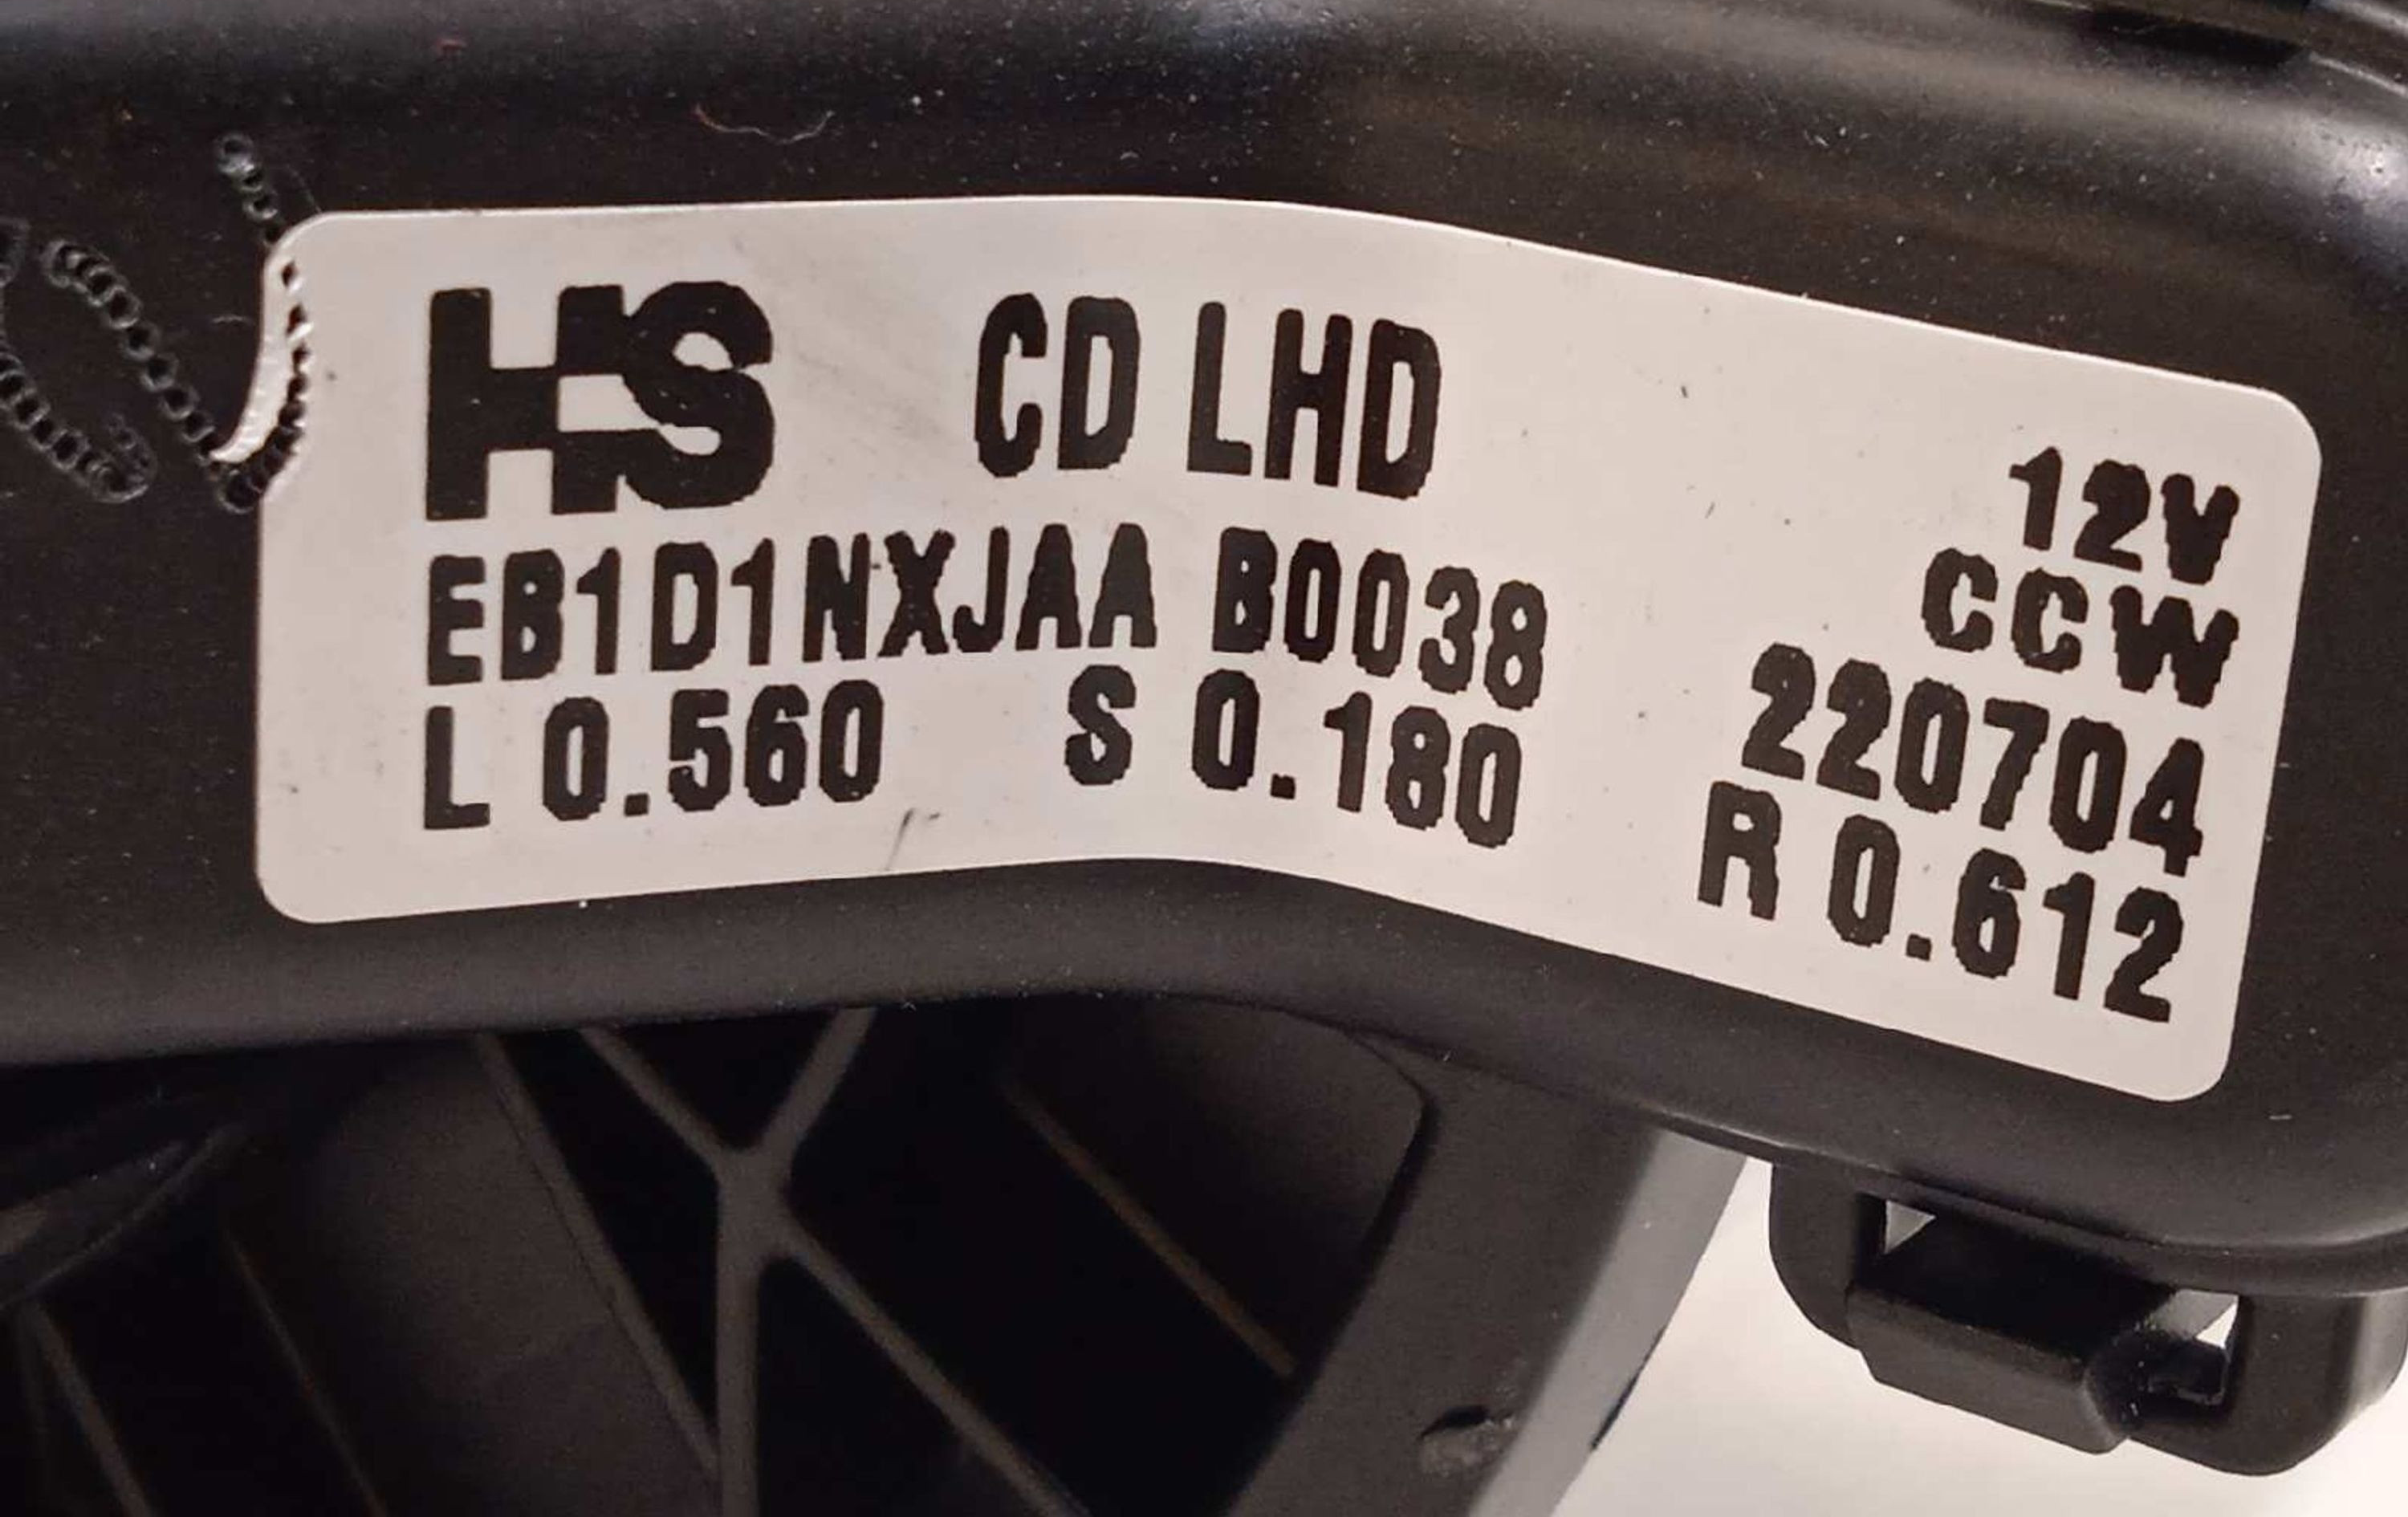 HS CD LHD
12V
EB1D1NXJAA B0038
CCW
L 0.560 S 0.180
220704
R 0.612